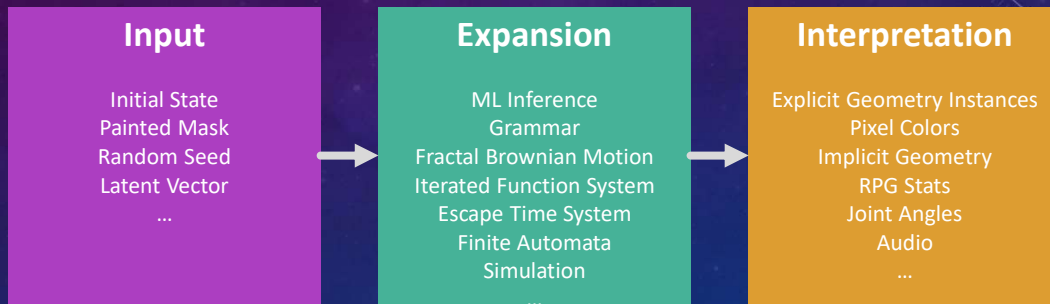 Input
Initial State
Painted Mask
Random Seed
Latent Vector
...
Expansion
ML Inference
Grammar
Fractal Brownian Motion
Iterated Function System
Escape Time System
Finite Automata
Simulation
...
Interpretation
Explicit Geometry Instances
Pixel Colors
Implicit Geometry
RPG Stats
Joint Angles
Audio
...